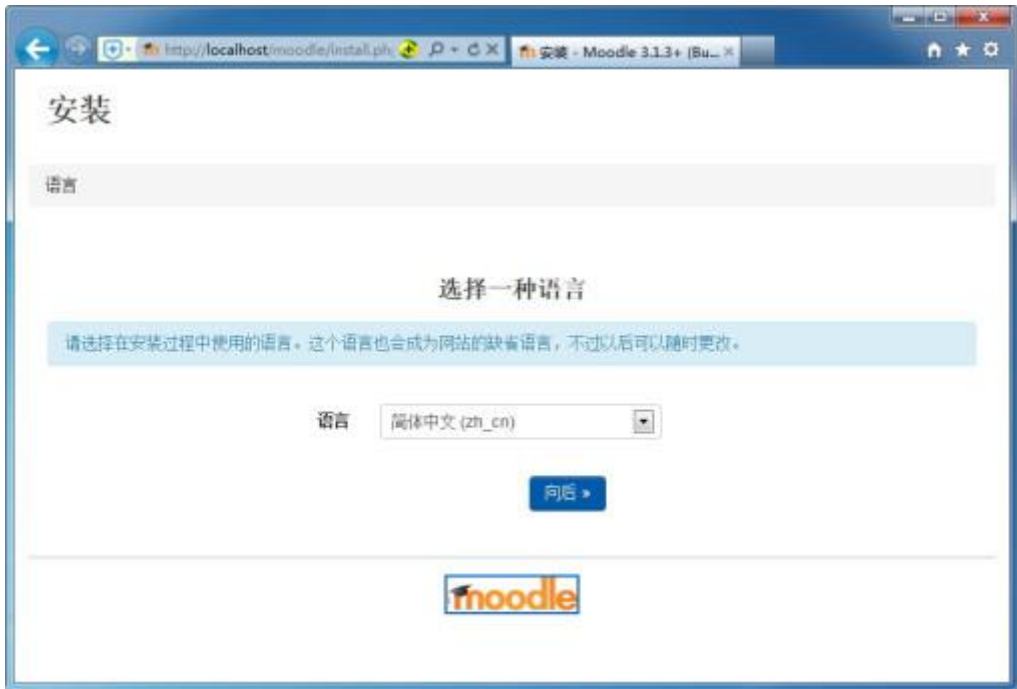 http://localhost/moodle/install.ph
安装 - Moodle 3.1.3+ (Bu...
安装
语言
选择一种语言
请选择在安装过程中使用的语言。这个语言也会成为网站的缺省语言，不过以后可以随时更改。
语言 简体中文 (zh_cn)
向后 »
moodle